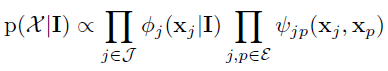 p(𝒳|I) ∝ ∏_{j∈𝒥} ϕ_j(x_j|I) ∏_{j,p∈ℰ} ψ_{jp}(x_j, x_p)